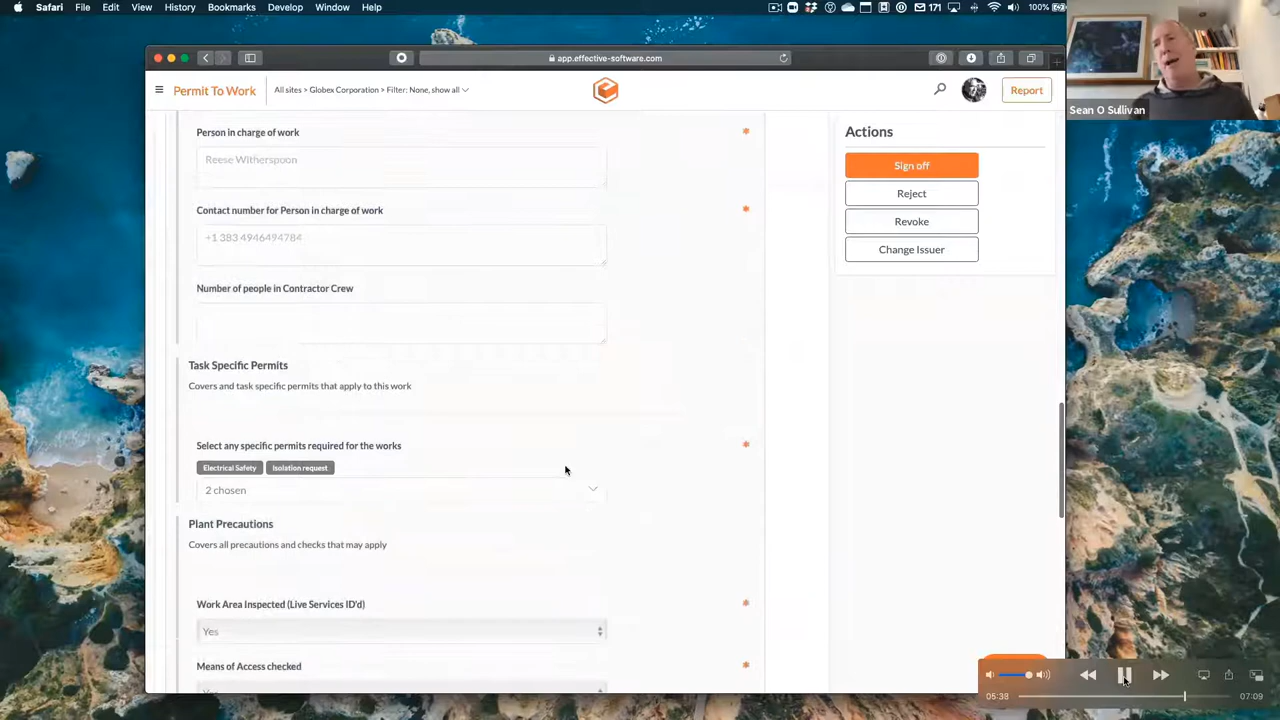 Safari File Edit View History Bookmarks Develop Window Help 171 100%
app.effective-software.com
Permit To Work All sites > Globex Corporation > Filter: None, show all Report
Sean O Sullivan
Person in charge of work *
Reese Witherspoon
Contact number for Person in charge of work *
+1 383 4946494784
Number of people in Contractor Crew
Task Specific Permits
Covers and task specific permits that apply to this work
Select any specific permits required for the works *
Electrical Safety Isolation request
2 chosen
Plant Precautions
Covers all precautions and checks that may apply
Work Area Inspected (Live Services ID'd) *
Yes
Means of Access checked *
Yes
Actions
Sign off
Reject
Revoke
Change Issuer
05:38 07:09